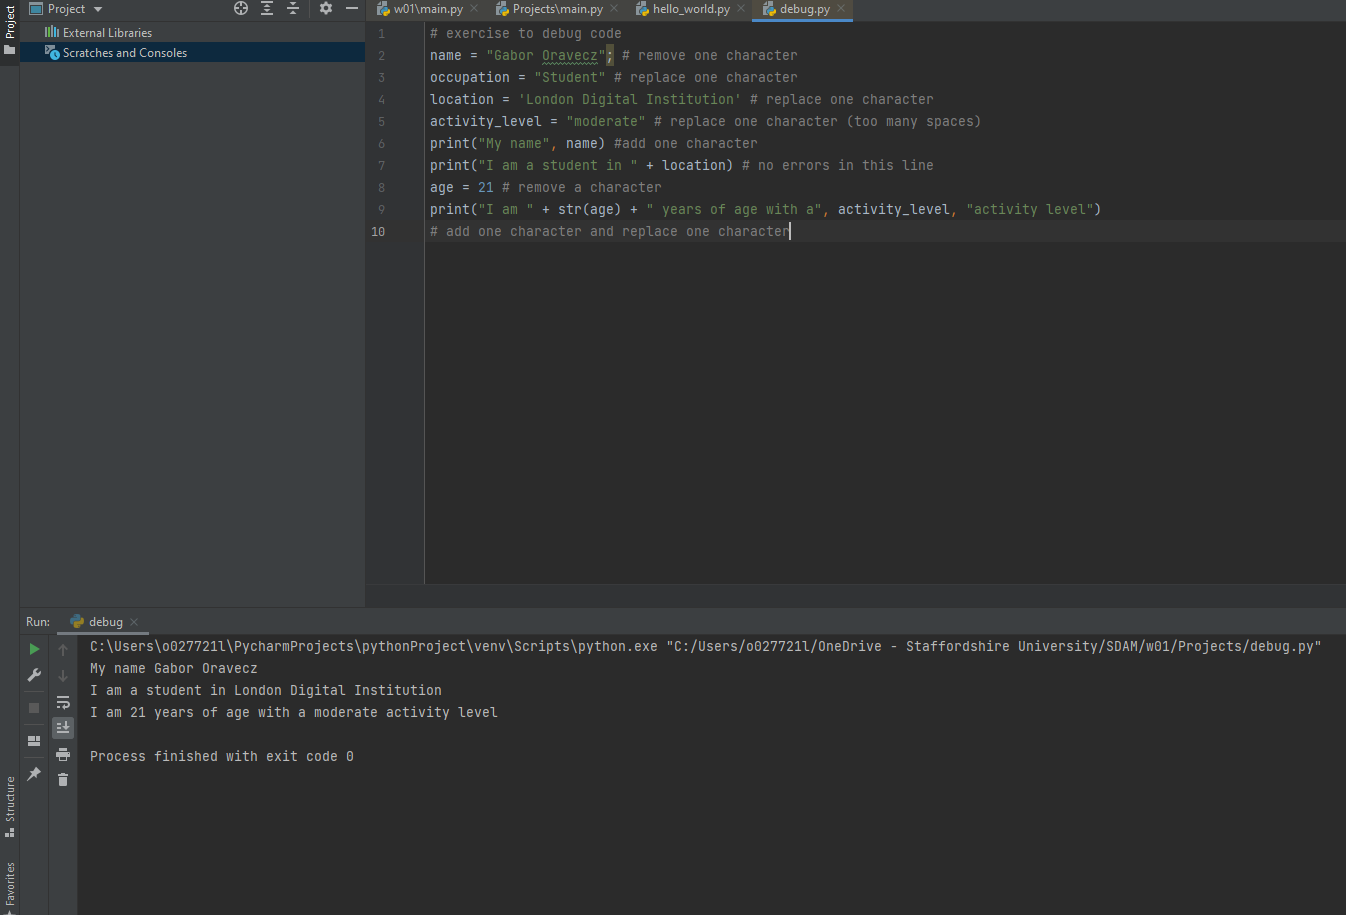 Project
Project
External Libraries
Scratches and Consoles
w01\main.py
Projects\main.py
hello_world.py
debug.py
1 # exercise to debug code
2 name = "Gabor Oravecz"; # remove one character
3 occupation = "Student" # replace one character
4 location = 'London Digital Institution' # replace one character
5 activity_level = "moderate" # replace one character (too many spaces)
6 print("My name", name) #add one character
7 print("I am a student in " + location) # no errors in this line
8 age = 21 # remove a character
9 print("I am " + str(age) + " years of age with a", activity_level, "activity level")
10 # add one character and replace one character
Run: debug
C:\Users\o027721l\PycharmProjects\pythonProject\venv\Scripts\python.exe "C:/Users/o027721l/OneDrive - Staffordshire University/SDAM/w01/Projects/debug.py"
My name Gabor Oravecz
I am a student in London Digital Institution
I am 21 years of age with a moderate activity level
Process finished with exit code 0
Structure
Favorites